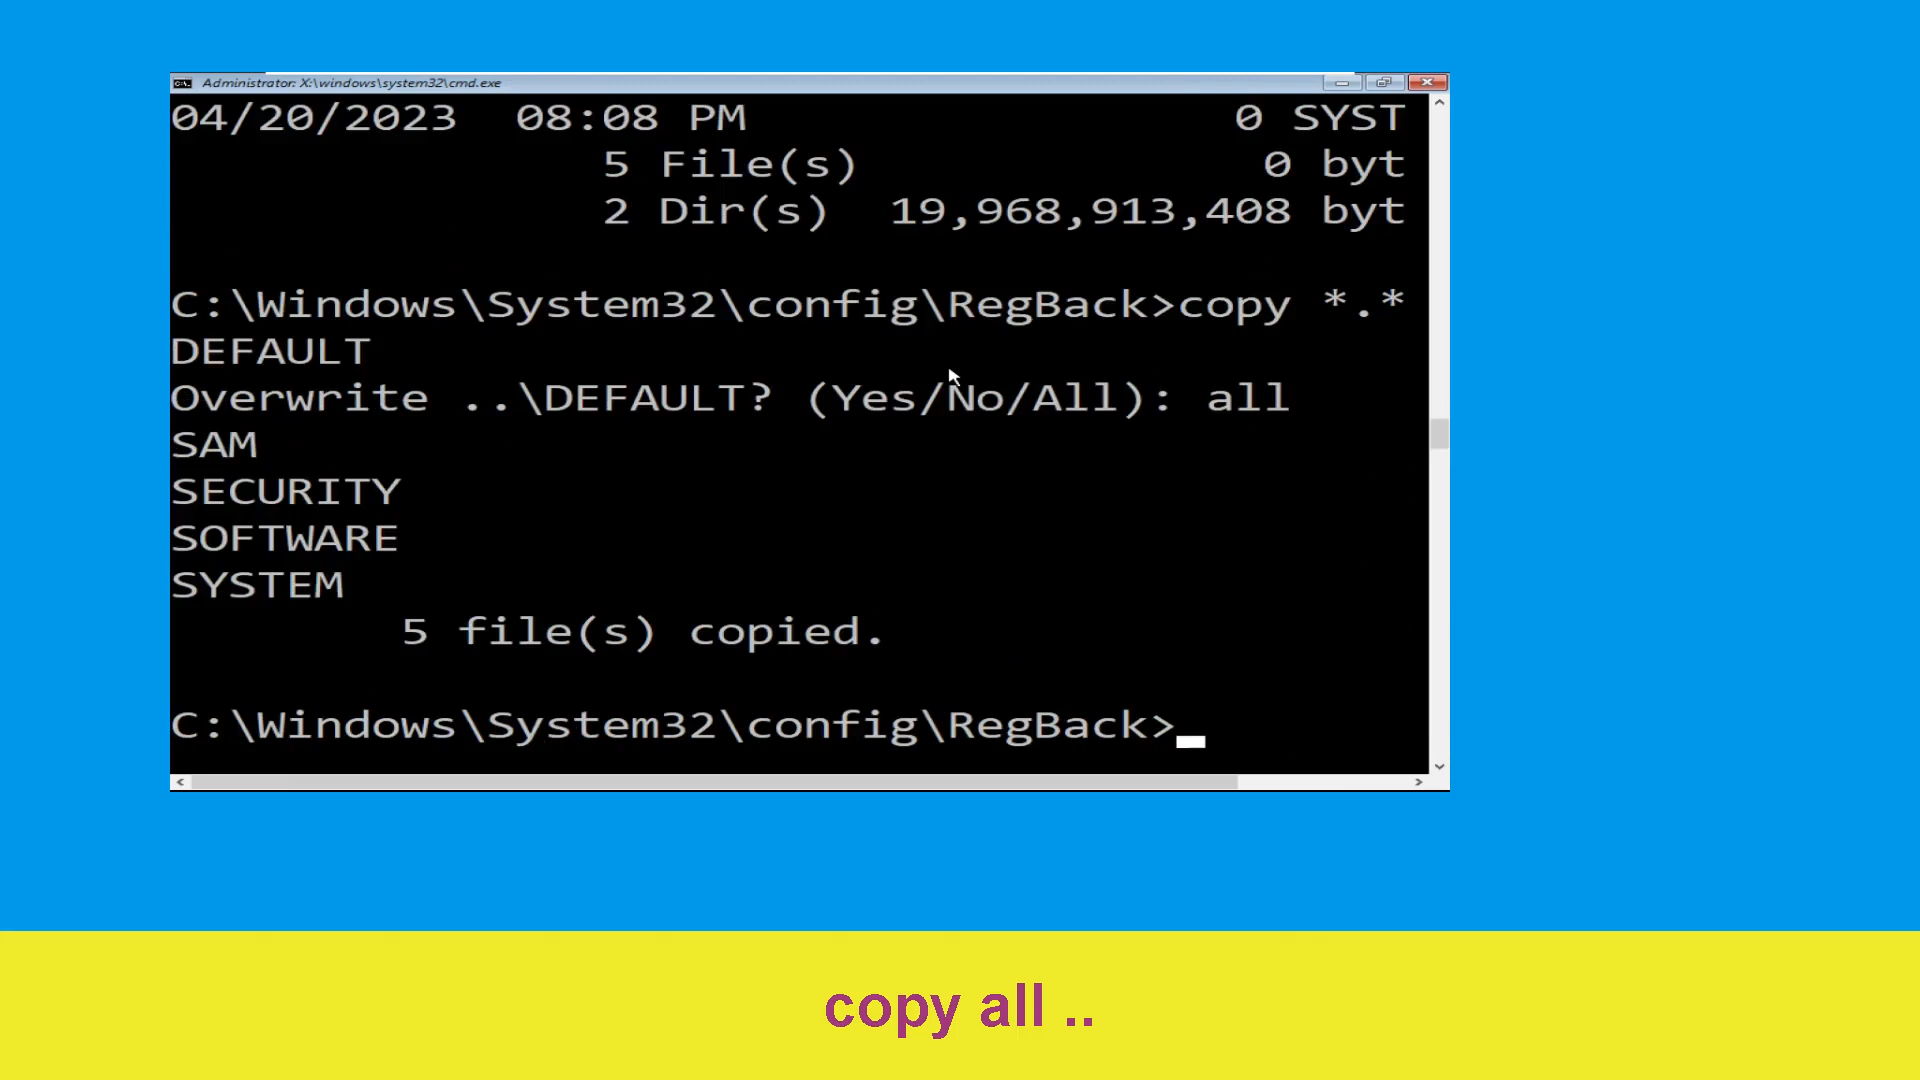 Administrator: X:\windows\system32\cmd.exe
04/20/2023 08:08 PM 0 SYST
5 File(s) 0 byt
2 Dir(s) 19,968,913,408 byt
C:\Windows\System32\config\RegBack>copy *.*
DEFAULT
Overwrite ..\DEFAULT? (Yes/No/All): all
SAM
SECURITY
SOFTWARE
SYSTEM
5 file(s) copied.
C:\Windows\System32\config\RegBack>
copy all ..